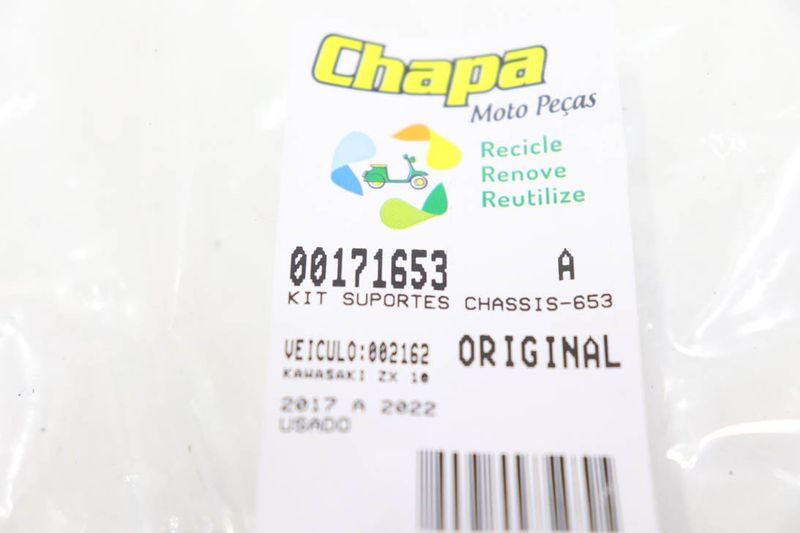 Chapa
Moto Peças
Recicle
Renove
Reutilize
00171653 A
KIT SUPORTES CHASSIS-653
VEICULO:002162 ORIGINAL
KAWASAKI ZX 10
2017 A 2022
USADO